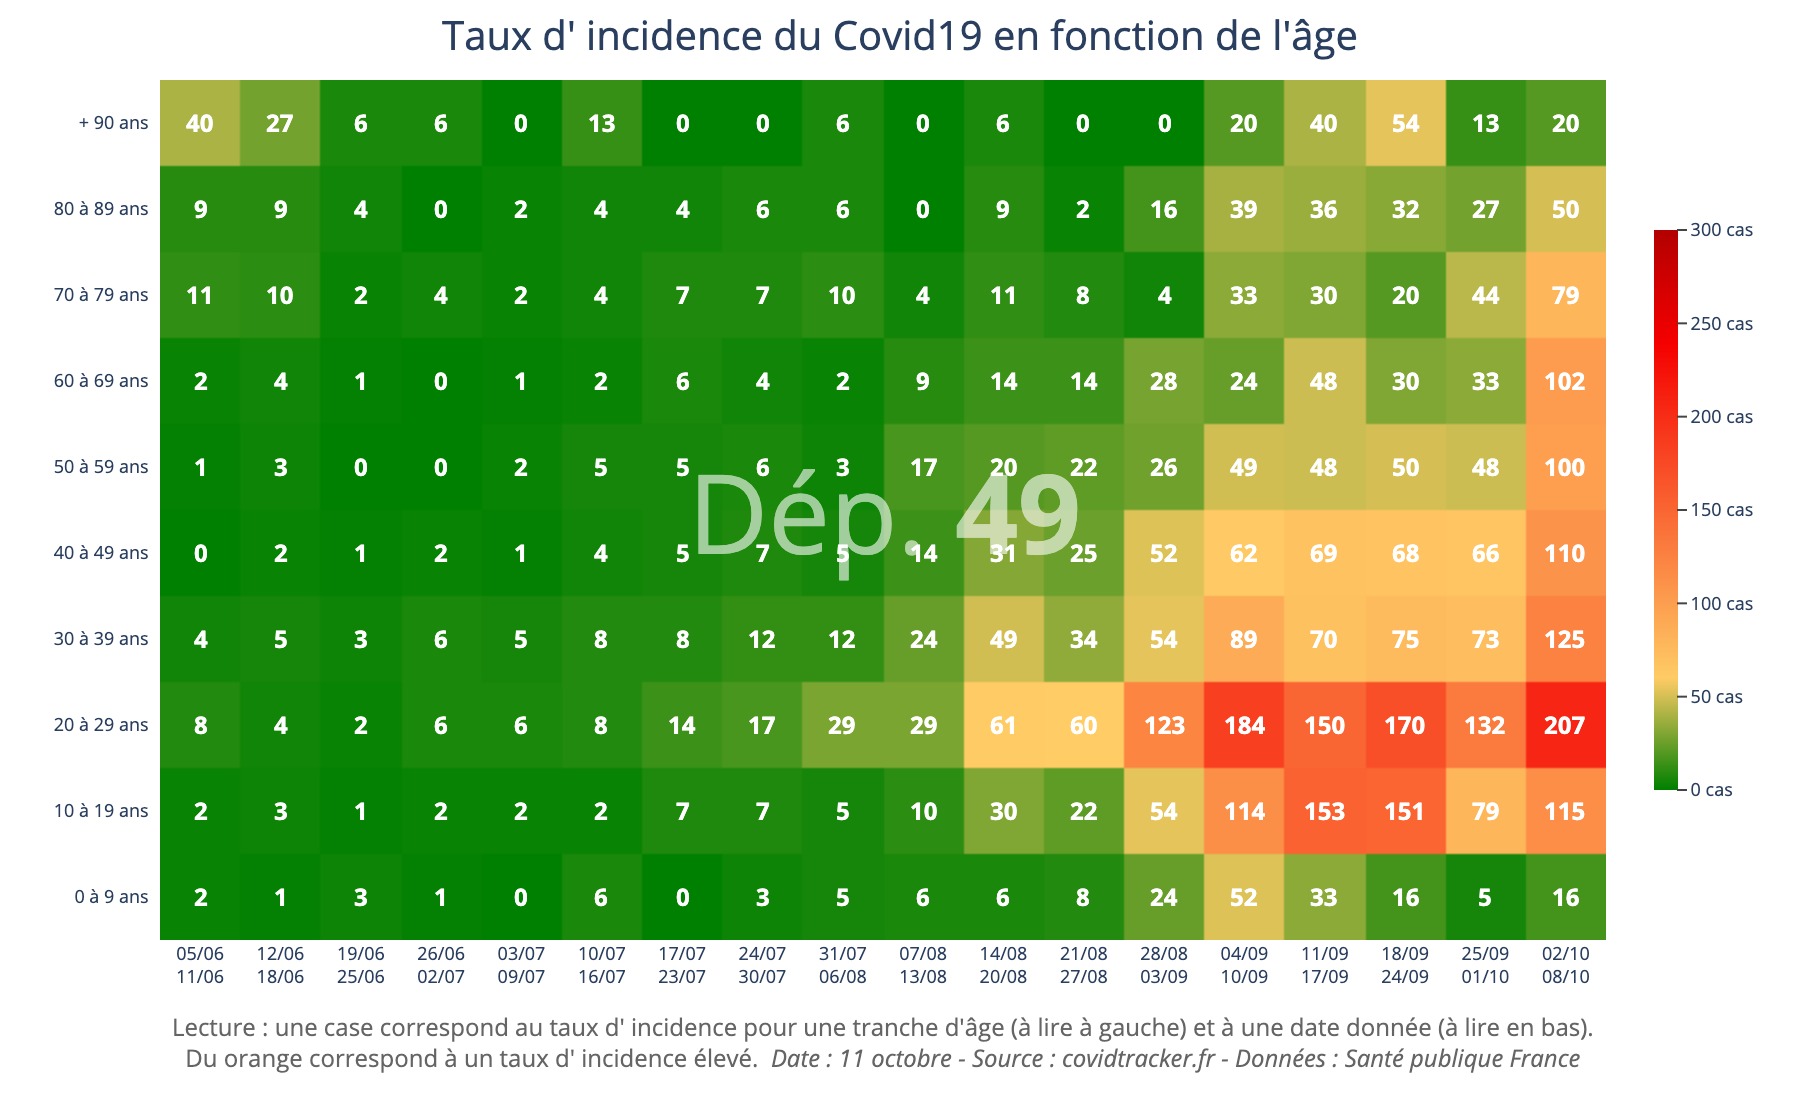 Taux d' incidence du Covid19 en fonction de l'âge
+ 90 ans 40 27 6 6 0 13 0 0 6 0 6 0 0 20 40 54 13 20
80 à 89 ans 9 9 4 0 2 4 4 6 6 0 9 2 16 39 36 32 27 50
70 à 79 ans 11 10 2 4 2 4 7 7 10 4 11 8 4 33 30 20 44 79
60 à 69 ans 2 4 1 0 1 2 6 4 2 9 14 14 28 24 48 30 33 102
50 à 59 ans 1 3 0 0 2 5 5 6 3 17 20 22 26 49 48 50 48 100
Dép. 49
40 à 49 ans 0 2 1 2 1 4 5 7 5 14 31 25 52 62 69 68 66 110
30 à 39 ans 4 5 3 6 5 8 8 12 12 24 49 34 54 89 70 75 73 125
20 à 29 ans 8 4 2 6 6 8 14 17 29 29 61 60 123 184 150 170 132 207
10 à 19 ans 2 3 1 2 2 2 7 7 5 10 30 22 54 114 153 151 79 115
0 à 9 ans 2 1 3 1 0 6 0 3 5 6 6 8 24 52 33 16 5 16
05/06 12/06 19/06 26/06 03/07 10/07 17/07 24/07 31/07 07/08 14/08 21/08 28/08 04/09 11/09 18/09 25/09 02/10
11/06 18/06 25/06 02/07 09/07 16/07 23/07 30/07 06/08 13/08 20/08 27/08 03/09 10/09 17/09 24/09 01/10 08/10
300 cas
250 cas
200 cas
150 cas
100 cas
50 cas
0 cas
Lecture : une case correspond au taux d' incidence pour une tranche d'âge (à lire à gauche) et à une date donnée (à lire en bas).
Du orange correspond à un taux d' incidence élevé. Date : 11 octobre - Source : covidtracker.fr - Données : Santé publique France